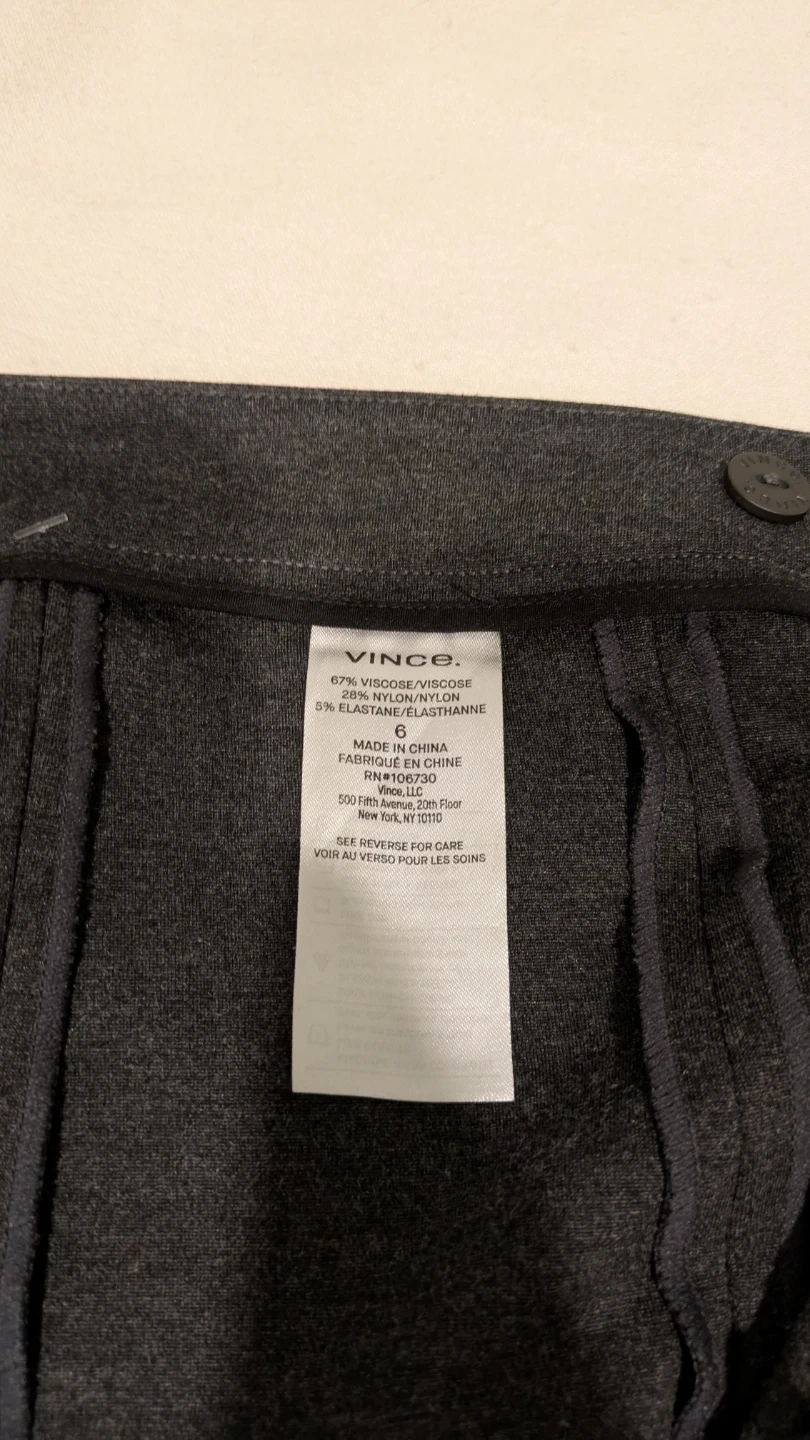 VINCe.
67% VISCOSE/VISCOSE
28% NYLON/NYLON
5% ELASTANE/ÉLASTHANNE
6
MADE IN CHINA
FABRIQUÉ EN CHINE
RN#106730
Vince, LLC
500 Fifth Avenue, 20th Floor
New York, NY 10110
SEE REVERSE FOR CARE
VOIR AU VERSO POUR LES SOINS